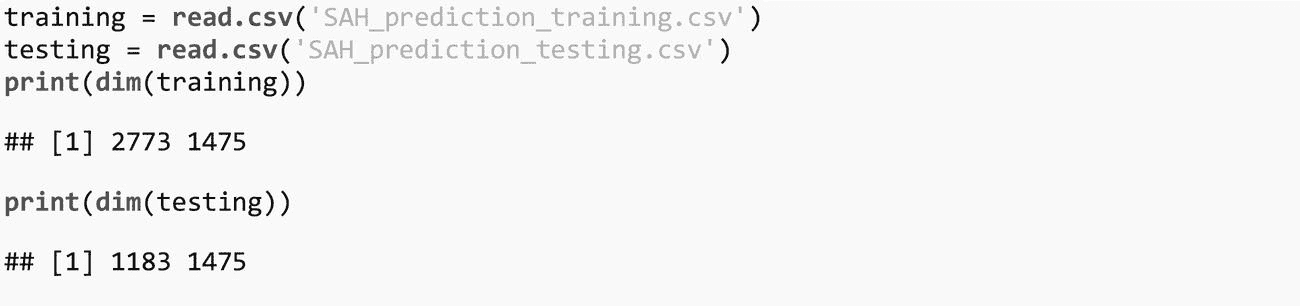 training = read.csv('SAH_prediction_training.csv')
testing = read.csv('SAH_prediction_testing.csv')
print(dim(training))
## [1] 2773 1475
print(dim(testing))
## [1] 1183 1475